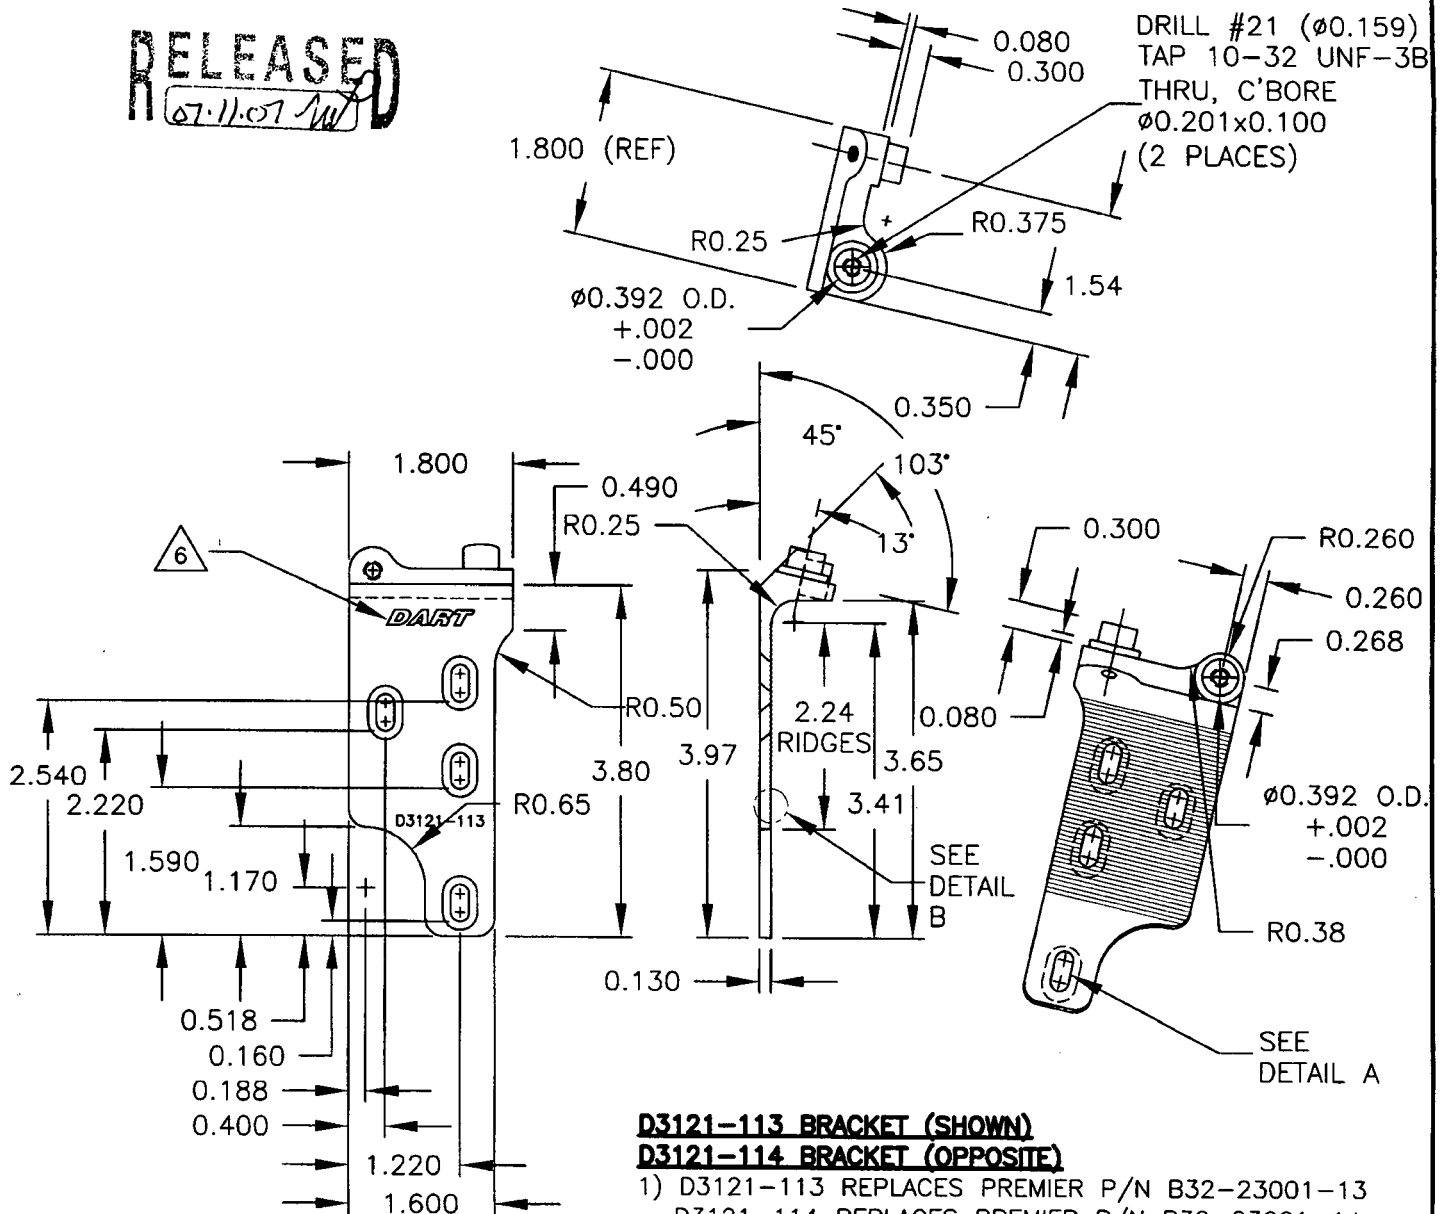 RELEASED
07.11.07
0.080
0.300
DRILL #21 (ø0.159)
TAP 10-32 UNF-3B
THRU, C'BORE
ø0.201x0.100
(2 PLACES)
1.800 (REF)
R0.25
R0.375
1.54
ø0.392 O.D.
+.002
-.000
0.350
45°
103°
13°
1.800
0.490
R0.25
6
DART
0.300
R0.260
0.260
0.268
R0.50
2.24
RIDGES
0.080
3.97
3.65
3.41
3.80
2.540
2.220
R0.65
D3121-113
1.590
1.170
ø0.392 O.D.
+.002
-.000
SEE
DETAIL
B
R0.38
0.130
0.518
0.160
0.188
0.400
1.220
1.600
SEE
DETAIL A
D3121-113 BRACKET (SHOWN)
D3121-114 BRACKET (OPPOSITE)
1) D3121-113 REPLACES PREMIER P/N B32-23001-13